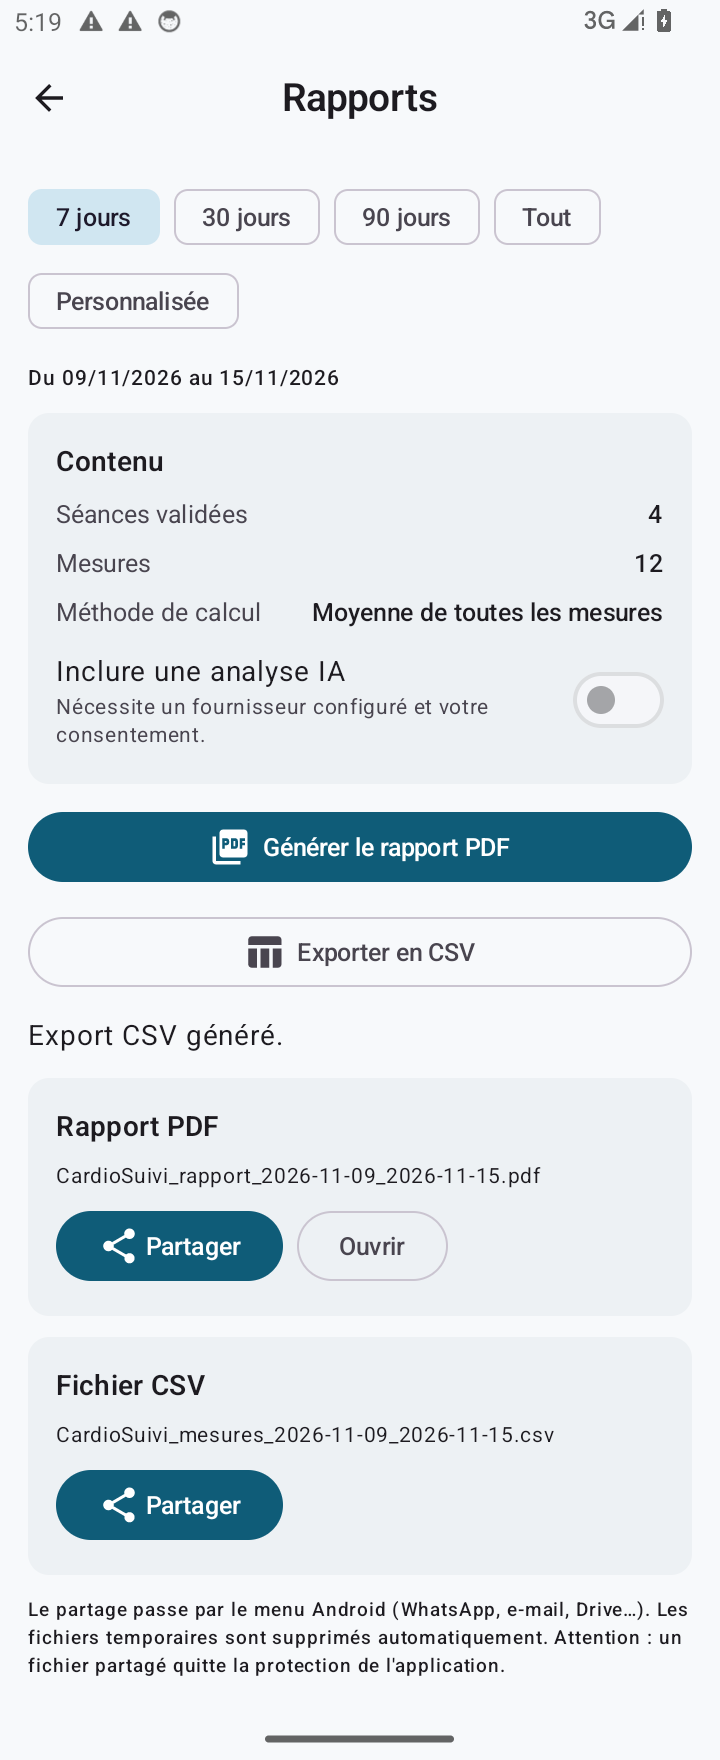 5:19
3G
Rapports
7 jours
30 jours
90 jours
Tout
Personnalisée
Du 09/11/2026 au 15/11/2026
Contenu
Séances validées 4
Mesures 12
Méthode de calcul Moyenne de toutes les mesures
Inclure une analyse IA
Nécessite un fournisseur configuré et votre
consentement.
PDF Générer le rapport PDF
Exporter en CSV
Export CSV généré.
Rapport PDF
CardioSuivi_rapport_2026-11-09_2026-11-15.pdf
Partager
Ouvrir
Fichier CSV
CardioSuivi_mesures_2026-11-09_2026-11-15.csv
Partager
Le partage passe par le menu Android (WhatsApp, e-mail, Drive…). Les
fichiers temporaires sont supprimés automatiquement. Attention : un
fichier partagé quitte la protection de l'application.